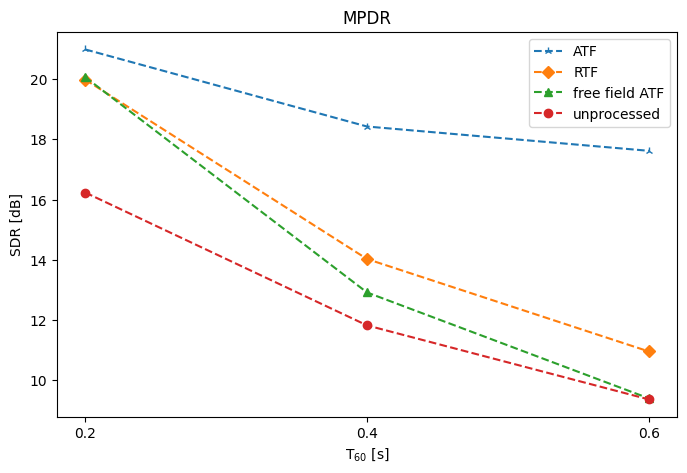 MPDR
ATF
RTF
free field ATF
unprocessed
SDR [dB]
20
18
16
14
12
10
0.2
0.4
0.6
T60 [s]